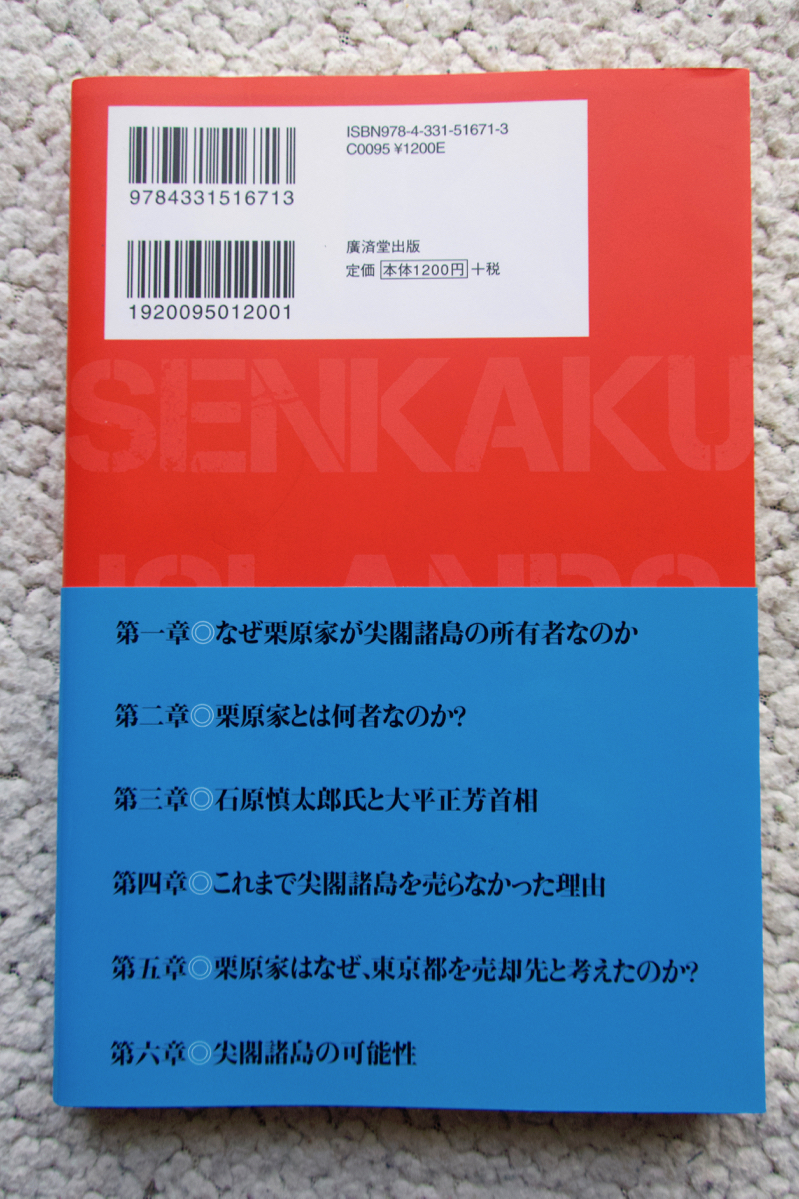 ISBN978-4-331-51671-3
C0095 ¥1200E
9784331516713
廣済堂出版
定価 本体1200円 +税
1920095012001
SENKAKU
ISLANDS
第一章◎なぜ栗原家が尖閣諸島の所有者なのか
第二章◎栗原家とは何者なのか?
第三章◎石原慎太郎氏と大平正芳首相
第四章◎これまで尖閣諸島を売らなかった理由
第五章◎栗原家はなぜ、東京都を売却先と考えたのか?
第六章◎尖閣諸島の可能性